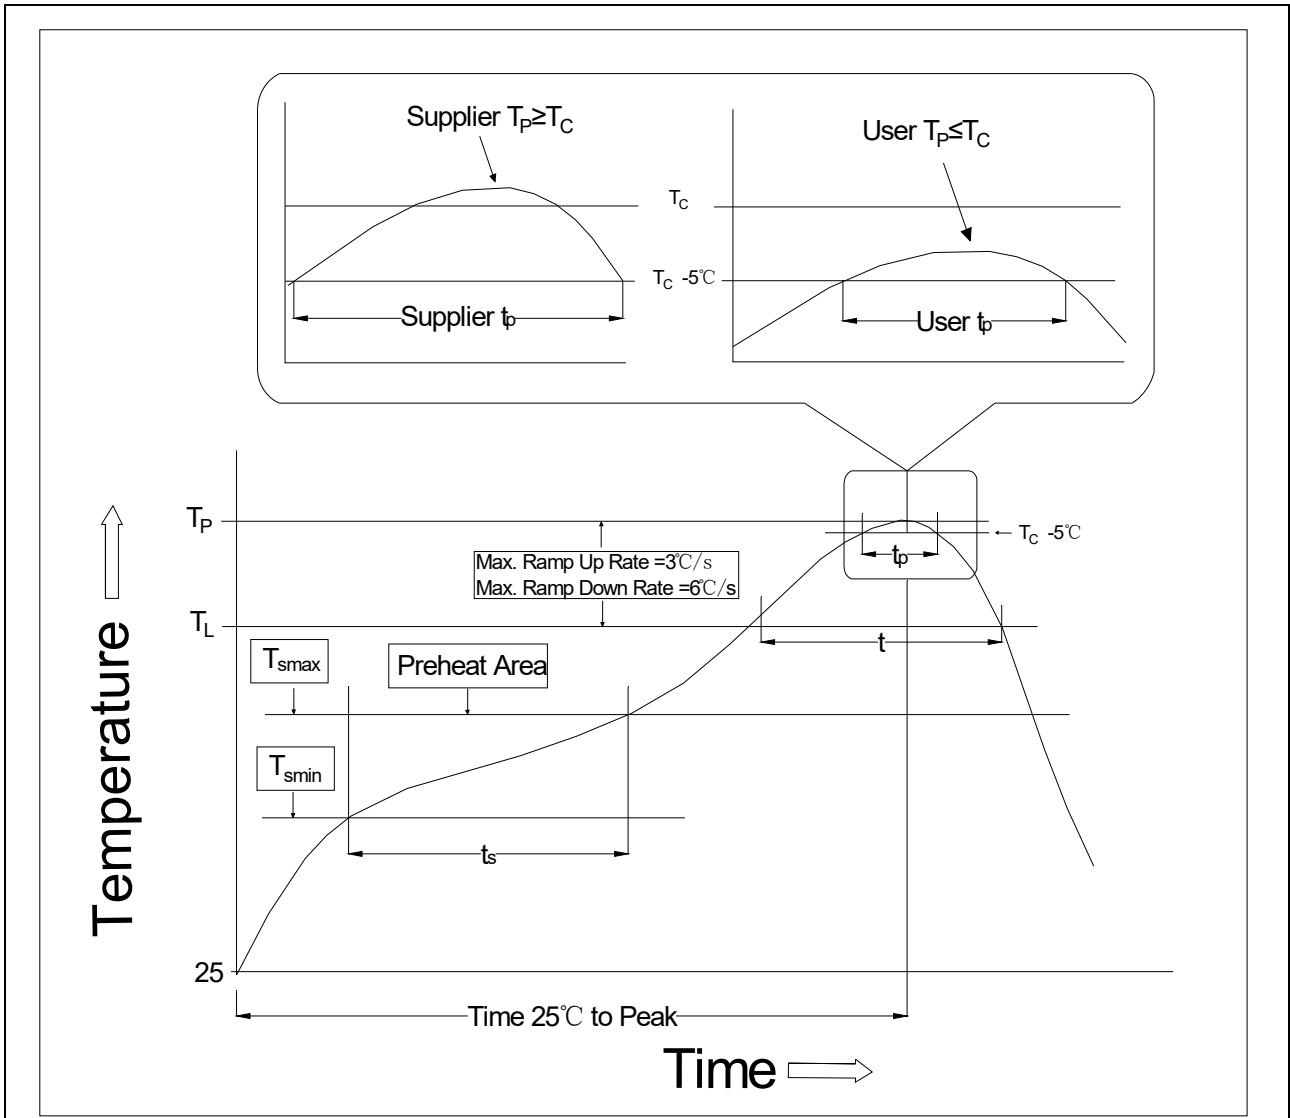 Supplier TP≥TC
User TP≤TC
TC
TC -5℃
Supplier tp
User tp
TP
TC -5℃
tp
Max. Ramp Up Rate =3℃/s
Max. Ramp Down Rate =6℃/s
TL
t
Tsmax
Preheat Area
Tsmin
ts
Temperature
25
Time 25℃ to Peak
Time